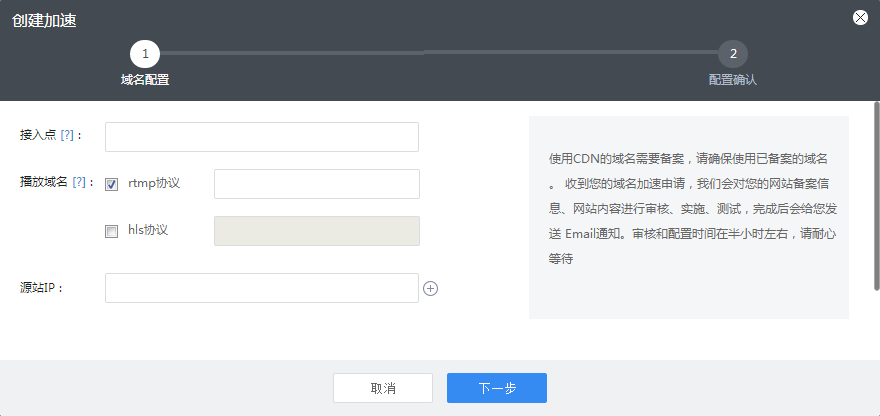 创建加速
1
2
域名配置
配置确认
接入点 [?]：
播放域名 [?]：
rtmp协议
hls协议
源站IP：
使用CDN的域名需要备案，请确保使用已备案的域名
。 收到您的域名加速申请，我们会对您的网站备案信
息、网站内容进行审核、实施、测试，完成后会给您发
送 Email通知。审核和配置时间在半小时左右，请耐心
等待
取消
下一步